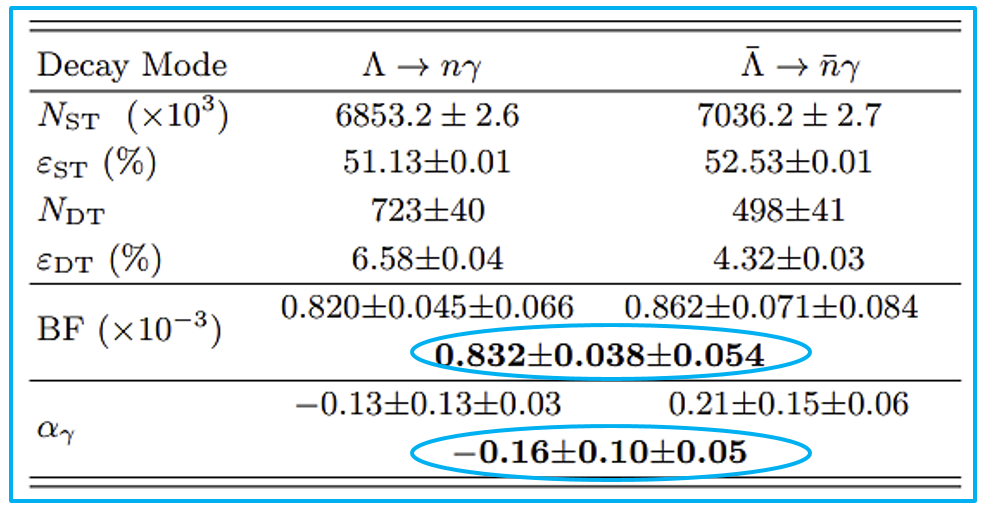 Decay Mode Λ → nγ Λ̄ → n̄γ
N_ST (×10³) 6853.2 ± 2.6 7036.2 ± 2.7
ε_ST (%) 51.13±0.01 52.53±0.01
N_DT 723±40 498±41
ε_DT (%) 6.58±0.04 4.32±0.03
BF (×10⁻³) 0.820±0.045±0.066 0.862±0.071±0.084
0.832±0.038±0.054
α_γ −0.13±0.13±0.03 0.21±0.15±0.06
−0.16±0.10±0.05